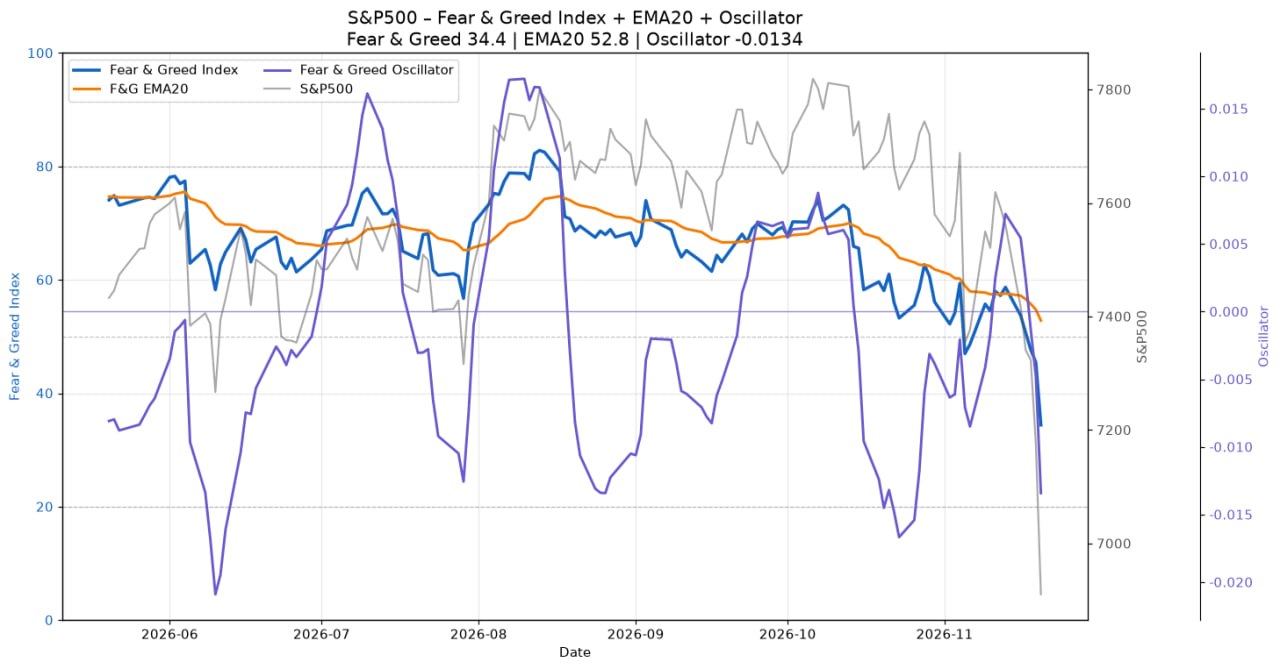 S&P500 – Fear & Greed Index + EMA20 + Oscillator
Fear & Greed 34.4 | EMA20 52.8 | Oscillator -0.0134
Fear & Greed Index
F&G EMA20
Fear & Greed Oscillator
S&P500
Fear & Greed Index
100
80
60
40
20
0
7800
7600
7400
7200
7000
S&P500
0.015
0.010
0.005
0.000
-0.005
-0.010
-0.015
-0.020
Oscillator
2026-06
2026-07
2026-08
2026-09
2026-10
2026-11
Date